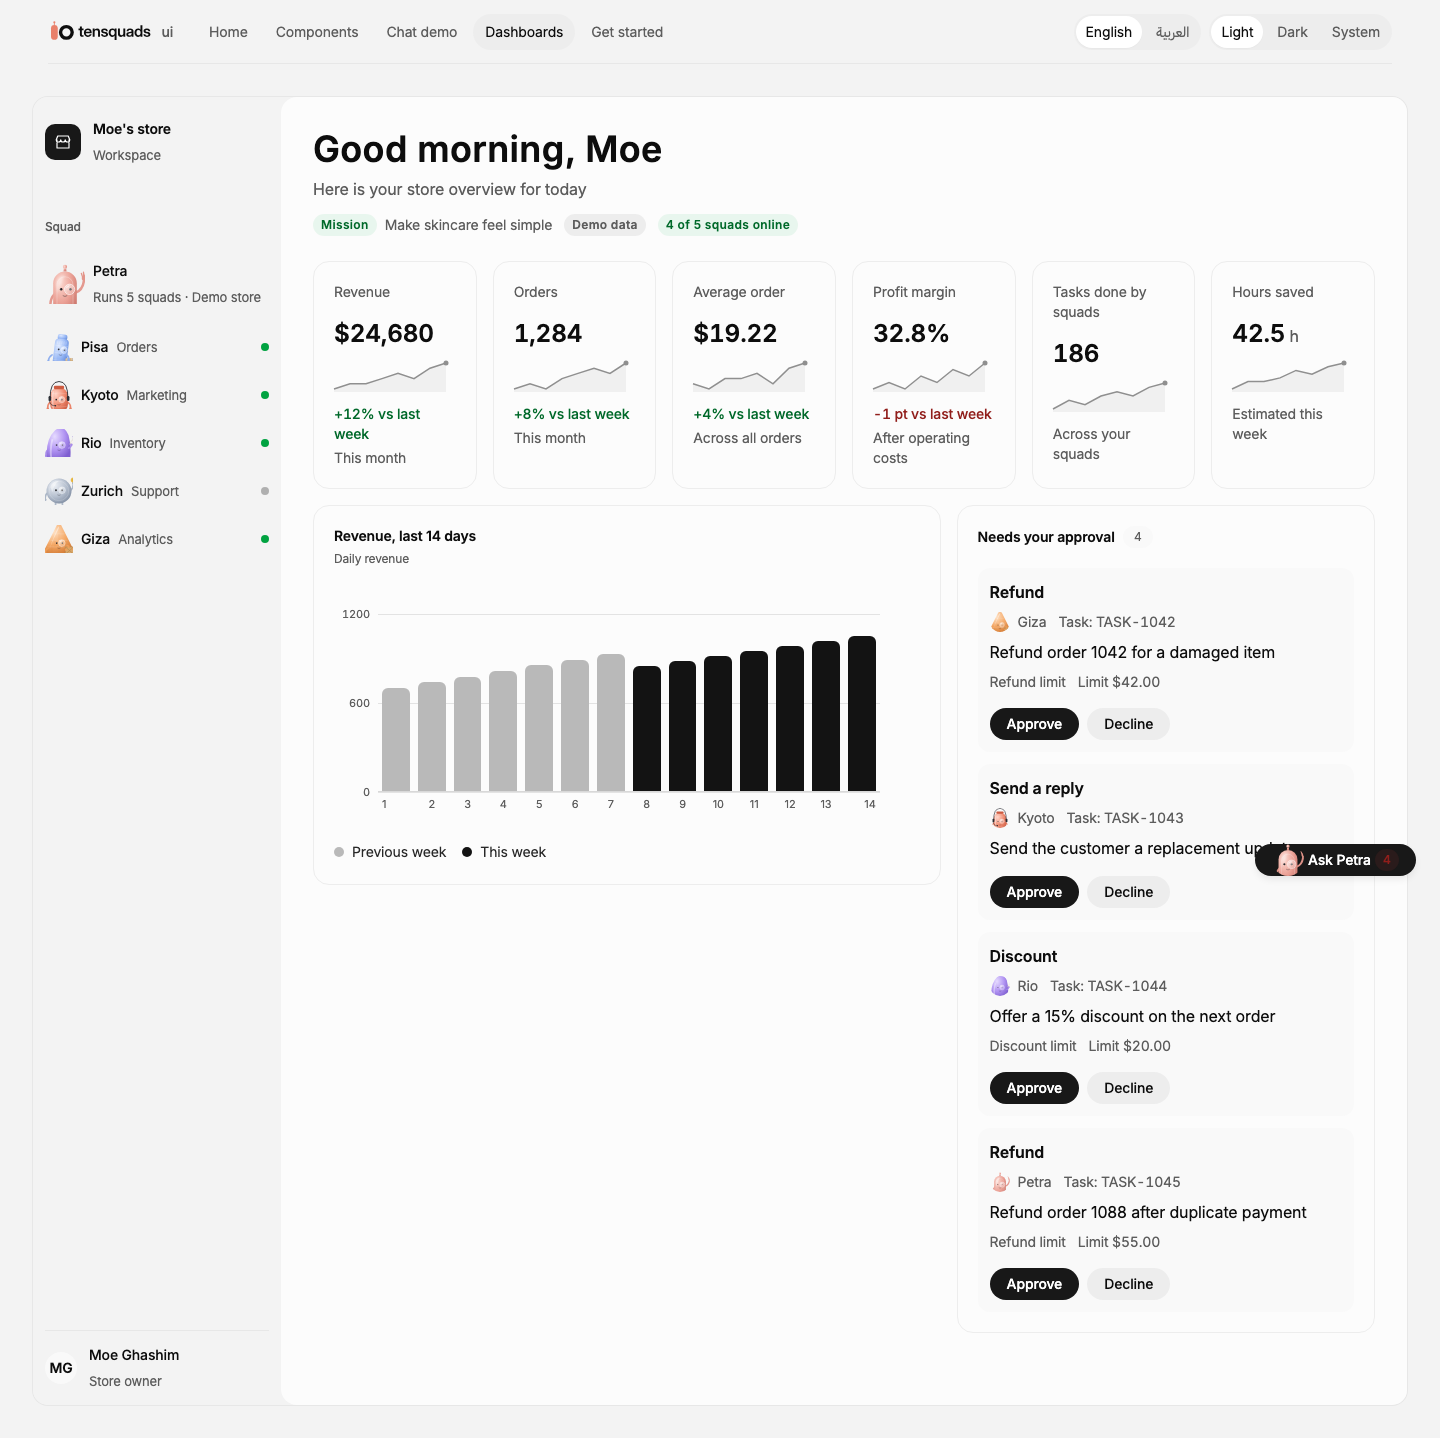 tensquads ui
Home
Components
Chat demo
Dashboards
Get started
English
العربية
Light
Dark
System
Moe's store
Workspace
Squad
Petra
Runs 5 squads · Demo store
Pisa Orders
Kyoto Marketing
Rio Inventory
Zurich Support
Giza Analytics
MG
Moe Ghashim
Store owner
Good morning, Moe
Here is your store overview for today
Mission Make skincare feel simple Demo data 4 of 5 squads online
Revenue
$24,680
+12% vs last
week
This month
Orders
1,284
+8% vs last week
This month
Average order
$19.22
+4% vs last week
Across all orders
Profit margin
32.8%
-1 pt vs last week
After operating
costs
Tasks done by
squads
186
Across your
squads
Hours saved
42.5 h
Estimated this
week
Revenue, last 14 days
Daily revenue
1200
600
0
1 2 3 4 5 6 7 8 9 10 11 12 13 14
Previous week This week
Needs your approval 4
Refund
Giza Task: TASK-1042
Refund order 1042 for a damaged item
Refund limit Limit $42.00
Approve Decline
Send a reply
Kyoto Task: TASK-1043
Send the customer a replacement
Ask Petra 4
Approve Decline
Discount
Rio Task: TASK-1044
Offer a 15% discount on the next order
Discount limit Limit $20.00
Approve Decline
Refund
Petra Task: TASK-1045
Refund order 1088 after duplicate payment
Refund limit Limit $55.00
Approve Decline